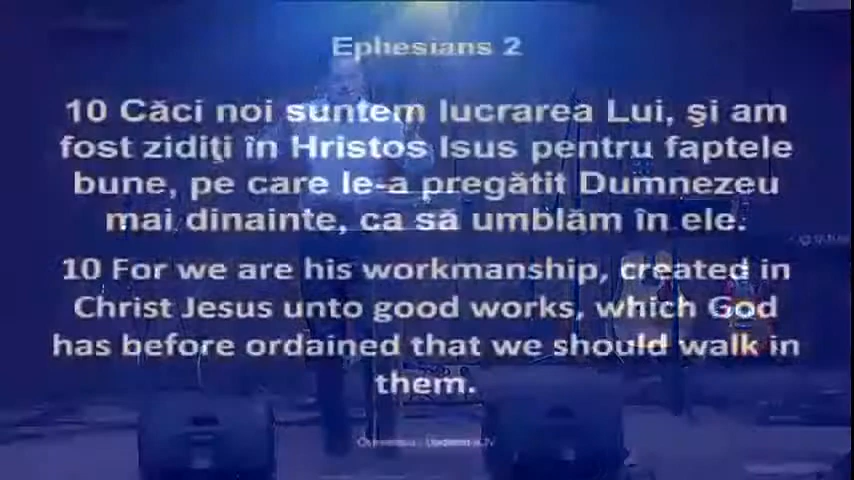 Ephesians 2
10 Căci noi suntem lucrarea Lui, şi am
fost zidiţi în Hristos Isus pentru faptele
bune, pe care le-a pregătit Dumnezeu
mai dinainte, ca să umblăm în ele.
10 For we are his workmanship, created in
Christ Jesus unto good works, which God
has before ordained that we should walk in
them.